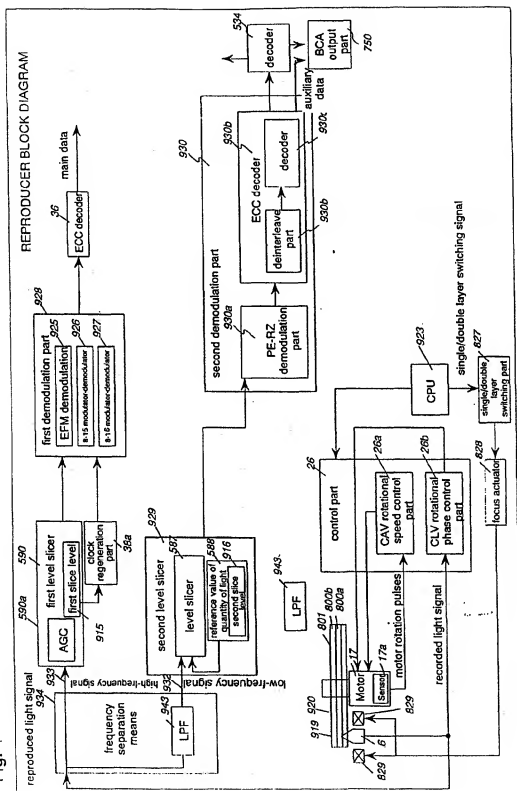 REPRODUCER BLOCK DIAGRAM
reproduced light signal
934
frequency
separation
means
943
LPF
933
high-frequency signal
932
low-frequency signal
590
590a
first level slicer
AGC
first slice level
915
clock
regeneration
part
38a
928
first demodulation part
925
EFM demodulation
926
8-15 modulator-demodulator
927
8-16 modulator-demodulator
36
ECC decoder
main data
929
second level slicer
587
level slicer
588
reference value of
quantity of light
916
second slice
level
930
second demodulation part
930a
PE-RZ
demodulation
part
930b
ECC decoder
deinterleave
part
930b
decoder
930c
auxiliary
data
534
decoder
BCA
output
part
750
LPF
943
801
800b
800a
920
919
Motor
17
Sensor
17a
829
829
6
motor rotation pulses
recorded light signal
26
control part
26a
CAV rotational
speed control
part
26b
CLV rotational
phase control
part
923
CPU
single/double layer switching signal
827
single/double
layer
switching part
828
focus actuator